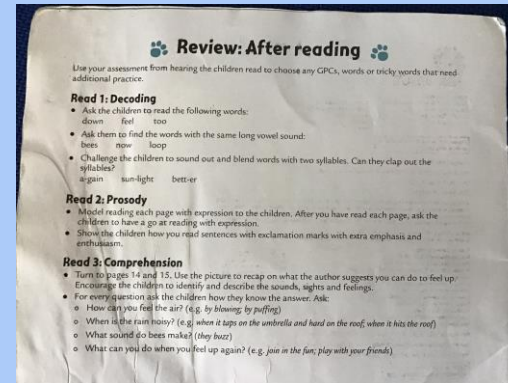 Review: After reading
Use your assessment from hearing the children read to choose any GPCs, words or tricky words that need
additional practice.
Read 1: Decoding
• Ask the children to read the following words:
down feel too
• Ask them to find the words with the same long vowel sound:
bees now loop
• Challenge the children to sound out and blend words with two syllables. Can they clap out the
syllables?
a-gain sun-light bett-er
Read 2: Prosody
• Model reading each page with expression to the children. After you have read each page, ask the
children to have a go at reading with expression.
• Show the children how you read sentences with exclamation marks with extra emphasis and
enthusiasm.
Read 3: Comprehension
• Turn to pages 14 and 15. Use the picture to recap on what the author suggests you can do to feel up.
Encourage the children to identify and describe the sounds, sights and feelings.
• For every question ask the children how they know the answer. Ask:
o How can you feel the air? (e.g. by blowing; by puffing)
o When is the rain noisy? (e.g. when it taps on the umbrella and hard on the roof, when it hits the roof)
o What sound do bees make? (they buzz)
o What can you do when you feel up again? (e.g. join in the fun; play with your friends)